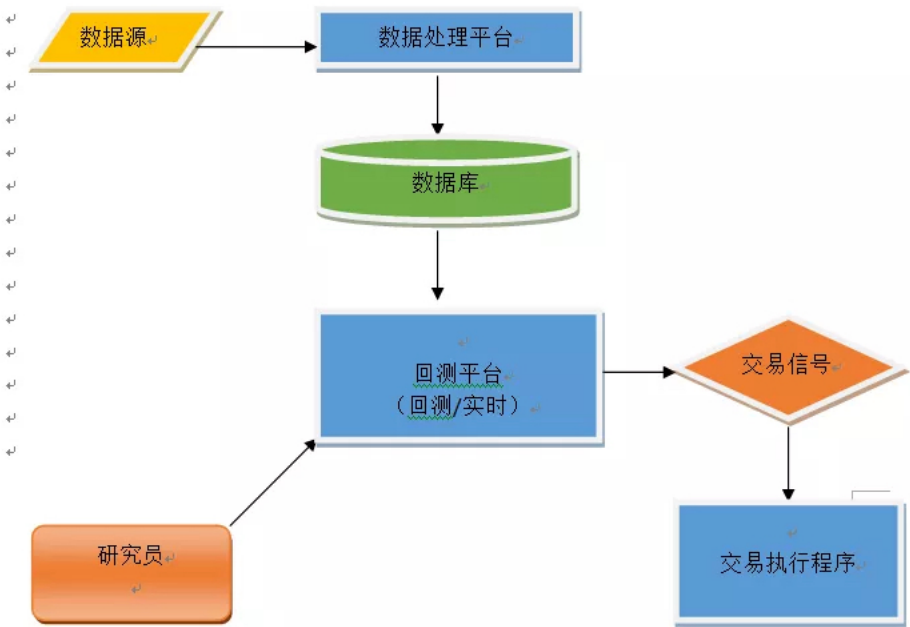 数据源
数据处理平台
数据库
回测平台
（回测/实时）
交易信号
研究员
交易执行程序